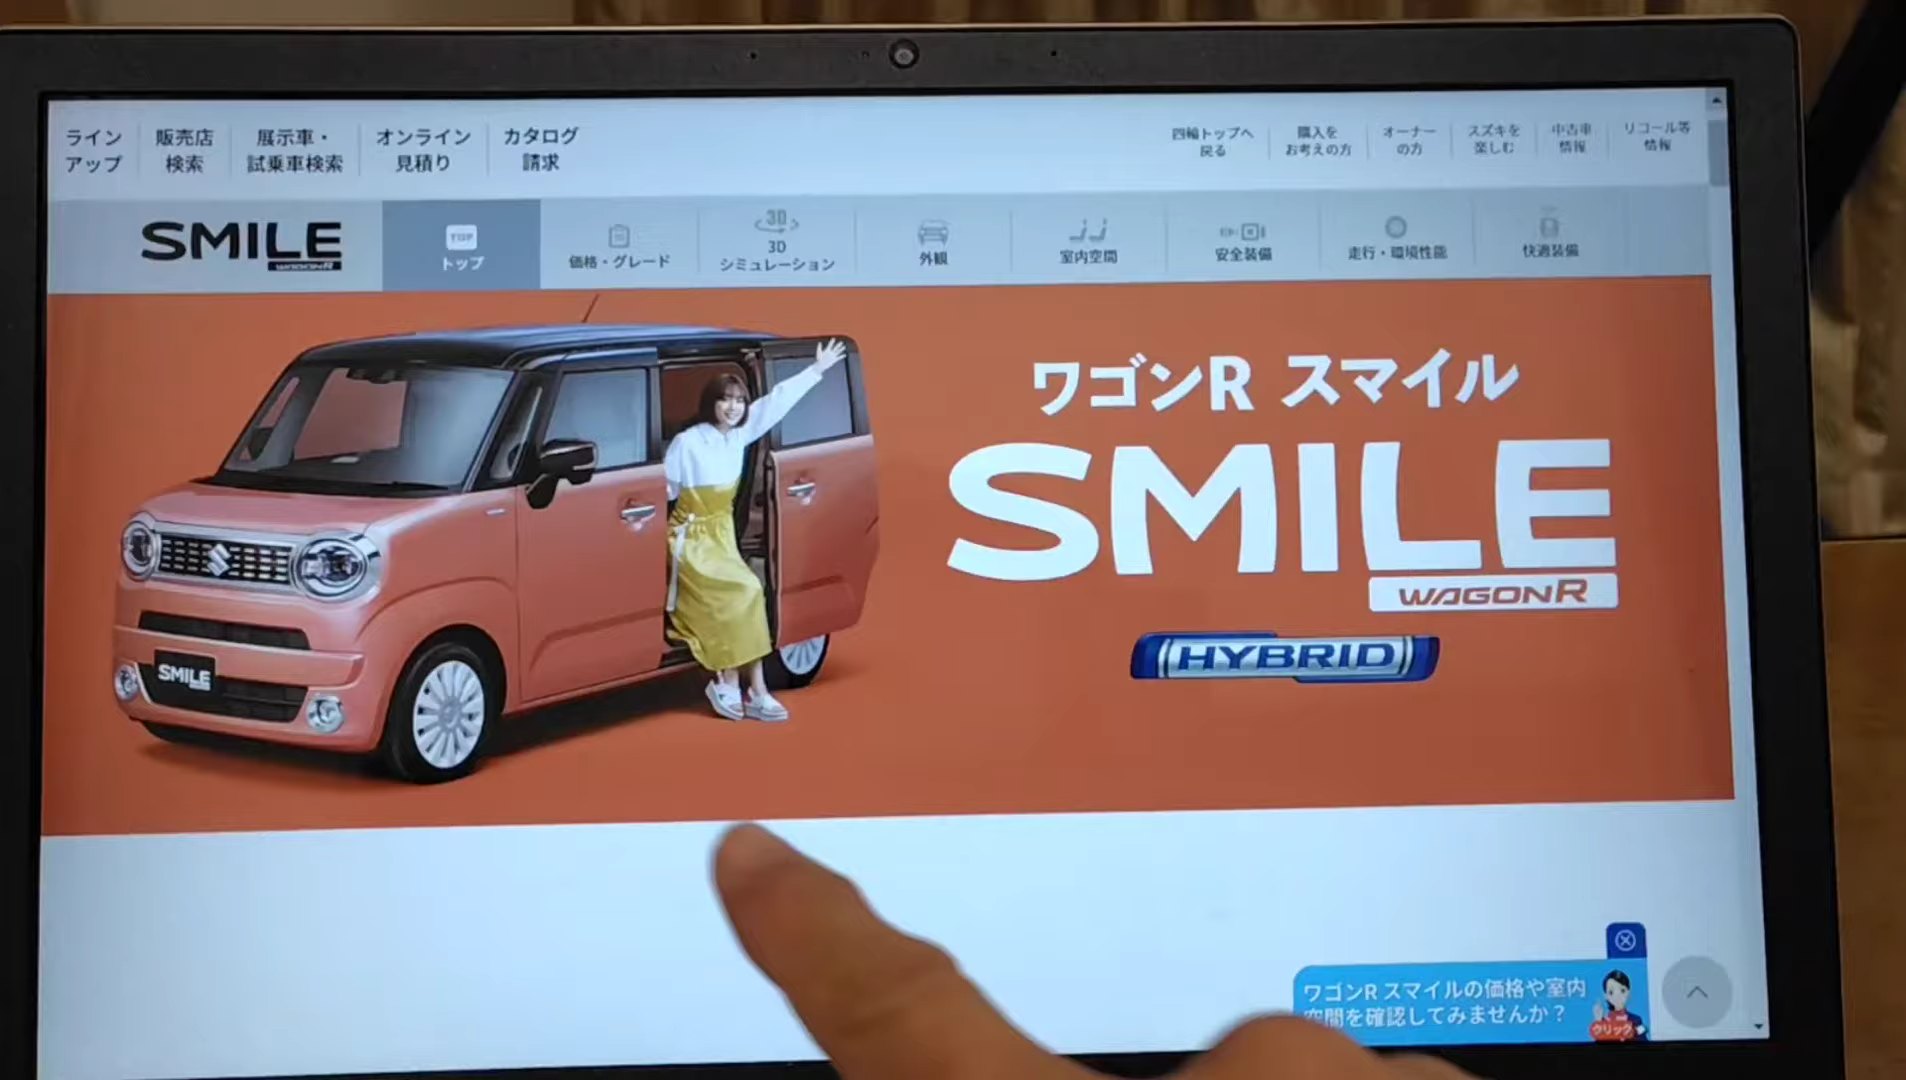 ライン
アップ
販売店
検索
展示車・
試乗車検索
オンライン
見積り
カタログ
請求
四輪トップへ
戻る
購入を
お考えの方
オーナー
の方
スズキを
楽しむ
中古車
情報
リコール等
情報
SMILE
WAGONR
TOP
トップ
価格・グレード
3D
3D
シミュレーション
外観
室内空間
安全装備
走行・環境性能
快適装備
ワゴンR スマイル
SMILE
WAGONR
HYBRID
SMILE
ワゴンR スマイルの価格や室内
空間を確認してみませんか？
クリック